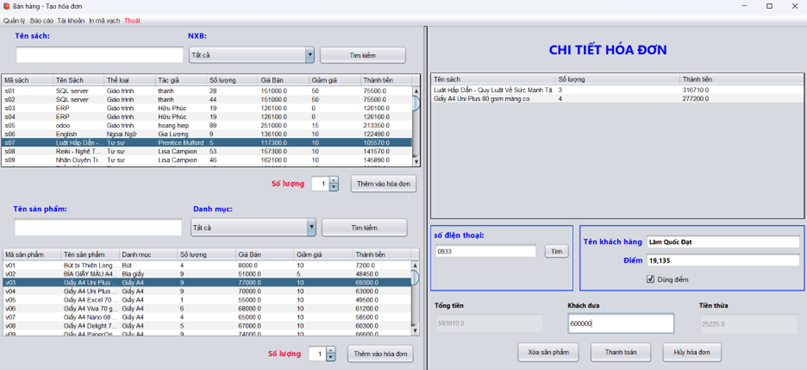 Bán hàng - Tạo hóa đơn
Quản lý Báo cáo Tài khoản In mã vạch Thoát
Tên sách: NXB:
Tất cả Tìm kiếm
Mã sách Tên Sách Thể loại Tác giả Số lượng Giá Bán Giảm giá Thành tiền
s01 SQL server Giáo trình thanh 28 151000.0 50 75500.0
s02 SQL server Giáo trình thanh 44 151000.0 50 75500.0
s03 ERP Giáo trình Hữu Phúc 19 126100.0 0 126100.0
s04 ERP Giáo trình Hữu Phúc 19 126100.0 0 126100.0
s05 odoo Giáo trình hoang hiep 89 251000.0 15 213350.0
s06 English Ngoại Ngữ Gia Lương 9 136100.0 10 122490.0
s07 Luật Hấp Dẫn -... Tự sự Prentice Mulford 5 117300.0 10 105570.0
s08 Reiki - Nghệ T... Tự sự Lisa Campion 53 157300.0 10 141570.0
s09 Nhân Duyên Ti... Tự sự Lisa Campion 46 162100.0 10 145890.0
Số lượng 1 Thêm vào hóa đơn
Tên sản phẩm: Danh mục:
Tất cả Tìm kiếm
Mã sản phẩm Tên sản phẩm Danh mục Số lượng Giá Bán Giảm giá Thành tiền
v01 Bút bi Thiên Long Bút 4 8000.0 10 7200.0
v02 BÌA GIẤY MÀU A4... Bìa giấy 9 51000.0 5 48450.0
v03 Giấy A4 Uni Plus ... Giấy A4 9 77000.0 10 69300.0
v04 Giấy A4 Uni Plus ... Giấy A4 9 70000.0 10 63000.0
v05 Giấy A4 Excel 70 ... Giấy A4 1 55000.0 10 49500.0
v06 Giấy A4 Viva 70 g... Giấy A4 6 68000.0 10 61200.0
v07 Giấy A4 Nano 68 ... Giấy A4 4 65000.0 10 58500.0
v08 Giấy A4 Delight 7... Giấy A4 5 67000.0 10 60300.0
v09 Giấy A4 PaperOn... Giấy A4 9 74000.0 10 66600.0
Số lượng 1 Thêm vào hóa đơn
CHI TIẾT HÓA ĐƠN
Tên sách Số lượng Thành tiền
Luật Hấp Dẫn - Quy Luật Về Sức Mạnh Tâ... 3 316710.0
Giấy A4 Uni Plus 80 gsm màng co 4 277200.0
số điện thoại:
0933 Tìm
Tên khách hàng Lâm Quốc Đạt
Điểm 19,135
Dùng điểm
Tổng tiền Khách đưa Tiền thừa
593910.0 600000 25225.0
Xóa sản phẩm Thanh toán Hủy hóa đơn